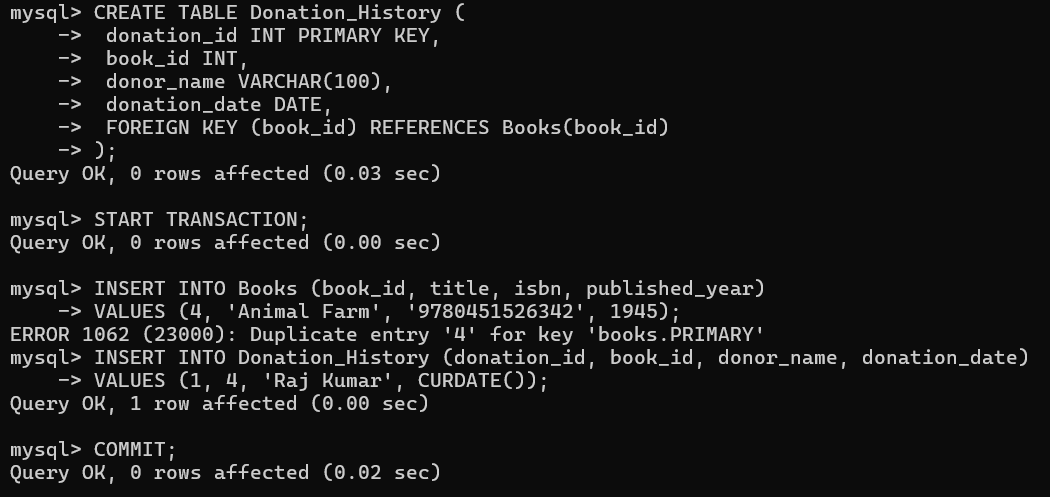 mysql> CREATE TABLE Donation_History (
    ->  donation_id INT PRIMARY KEY,
    ->  book_id INT,
    ->  donor_name VARCHAR(100),
    ->  donation_date DATE,
    ->  FOREIGN KEY (book_id) REFERENCES Books(book_id)
    -> );
Query OK, 0 rows affected (0.03 sec)

mysql> START TRANSACTION;
Query OK, 0 rows affected (0.00 sec)

mysql> INSERT INTO Books (book_id, title, isbn, published_year)
    -> VALUES (4, 'Animal Farm', '9780451526342', 1945);
ERROR 1062 (23000): Duplicate entry '4' for key 'books.PRIMARY'
mysql> INSERT INTO Donation_History (donation_id, book_id, donor_name, donation_date)
    -> VALUES (1, 4, 'Raj Kumar', CURDATE());
Query OK, 1 row affected (0.00 sec)

mysql> COMMIT;
Query OK, 0 rows affected (0.02 sec)